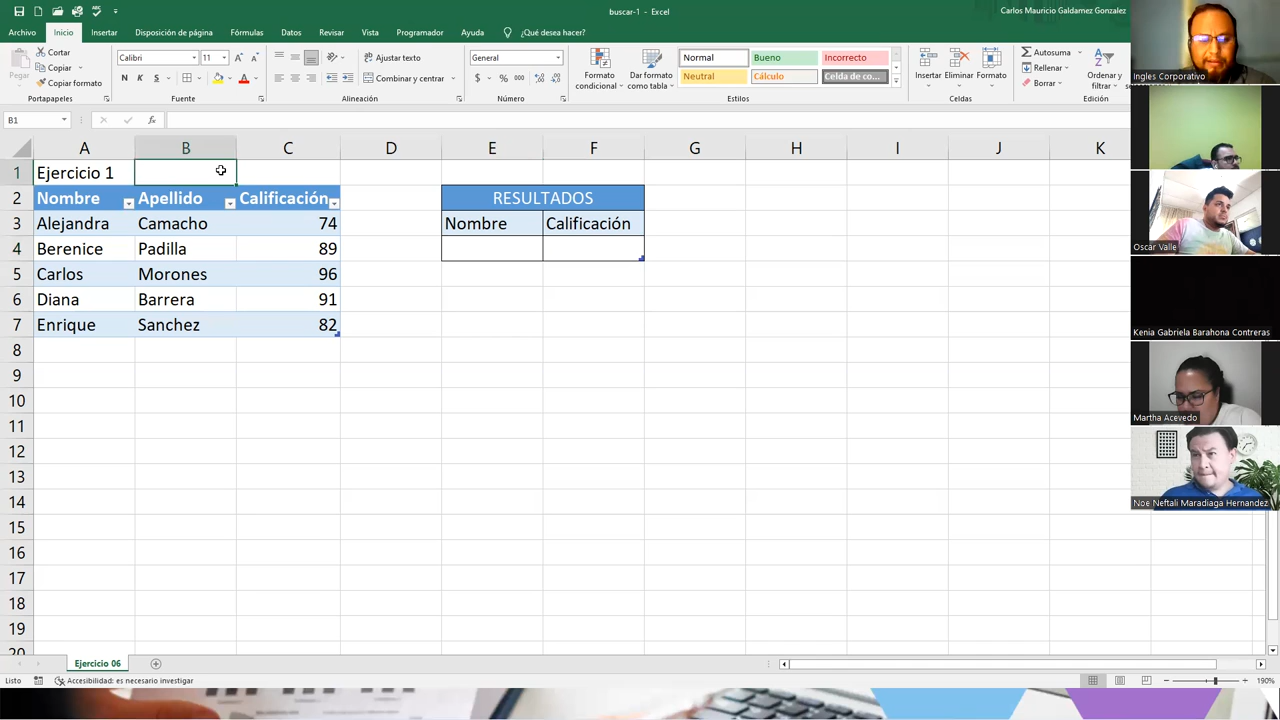 buscar-1 - Excel
Carlos Mauricio Galdamez Gonzalez
Archivo Inicio Insertar Disposición de página Fórmulas Datos Revisar Vista Programador Ayuda ¿Qué desea hacer?
Pegar
Cortar
Copiar
Copiar formato
Portapapeles
Calibri 11
N K S
Fuente
Ajustar texto
Combinar y centrar
Alineación
General
$ % 000
Número
Formato condicional
Dar formato como tabla
Normal Bueno Incorrecto
Neutral Cálculo Celda de co...
Estilos
Insertar Eliminar Formato
Celdas
Autosuma
Rellenar
Borrar
Ordenar y filtrar
Edición
B1
fx
A B C D E F G H I J K
1 Ejercicio 1
2 Nombre Apellido Calificación RESULTADOS
3 Alejandra Camacho 74 Nombre Calificación
4 Berenice Padilla 89
5 Carlos Morones 96
6 Diana Barrera 91
7 Enrique Sanchez 82
8
9
10
11
12
13
14
15
16
17
18
19
20
Ejercicio 06
Listo Accesibilidad: es necesario investigar 190%
Ingles Corporativo
Oscar Valle
Kenia Gabriela Barahona Contreras
Martha Acevedo
Noe Neftali Maradiaga Hernandez